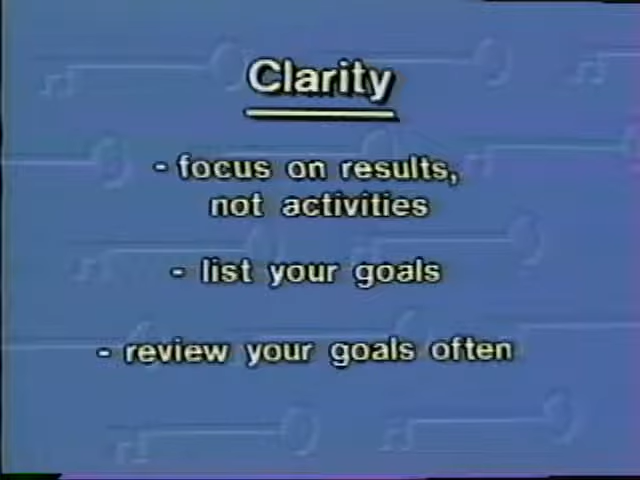 Clarity
- focus on results,
not activities
- list your goals
- review your goals often